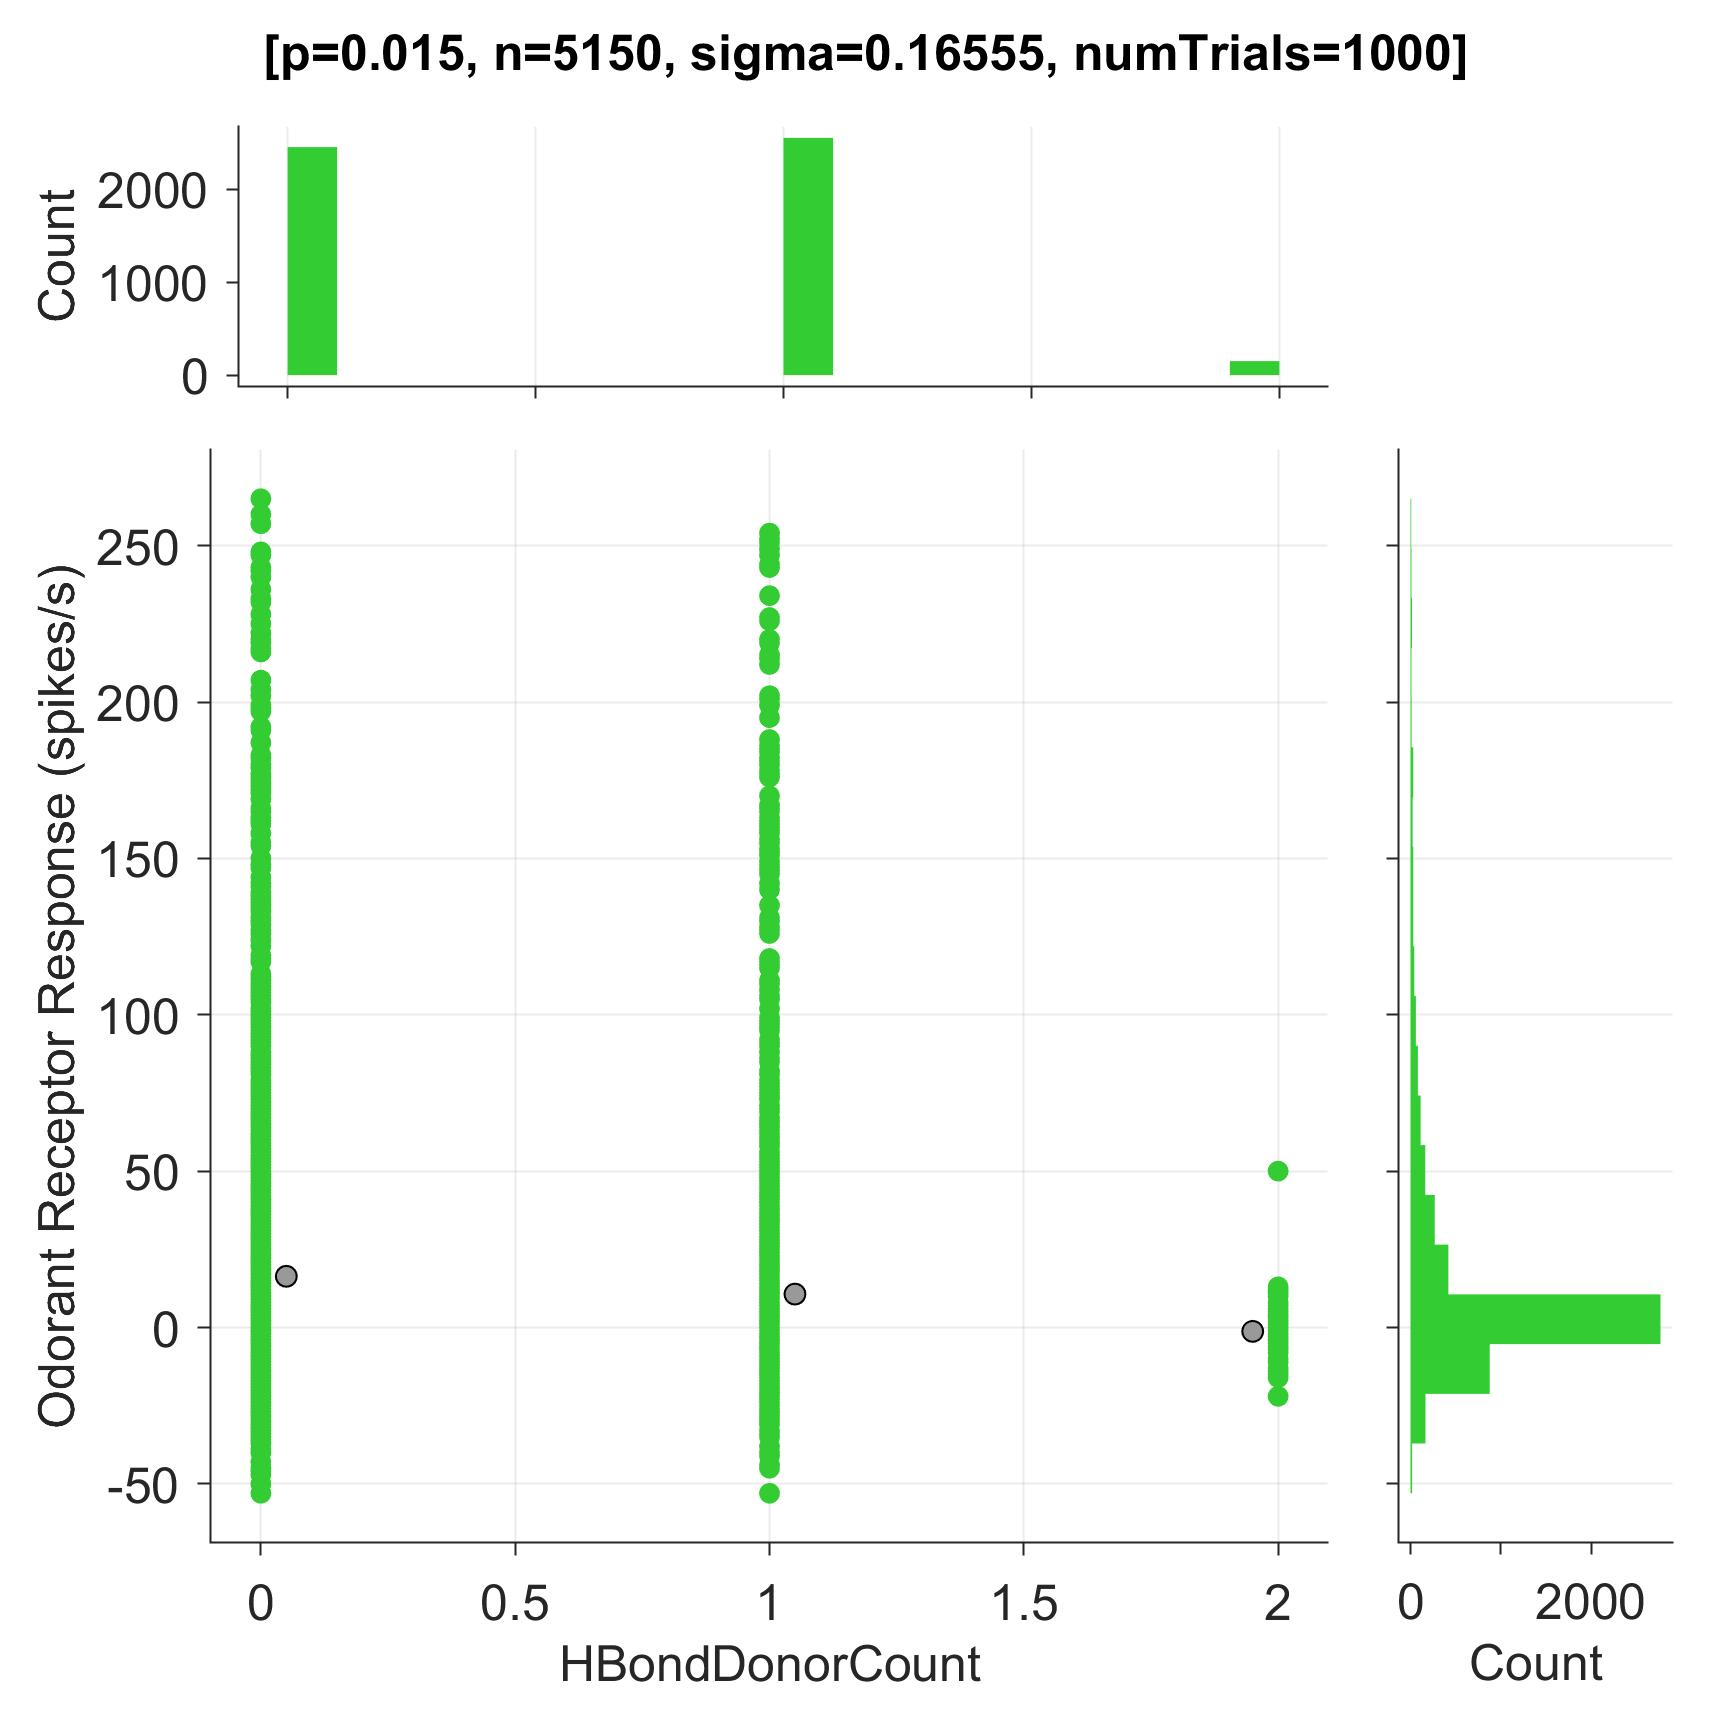 [p=0.015, n=5150, sigma=0.16555, numTrials=1000]
Count
2000
1000
0
Odorant Receptor Response (spikes/s)
250
200
150
100
50
0
-50
0 0.5 1 1.5 2
HBondDonorCount
0 2000
Count